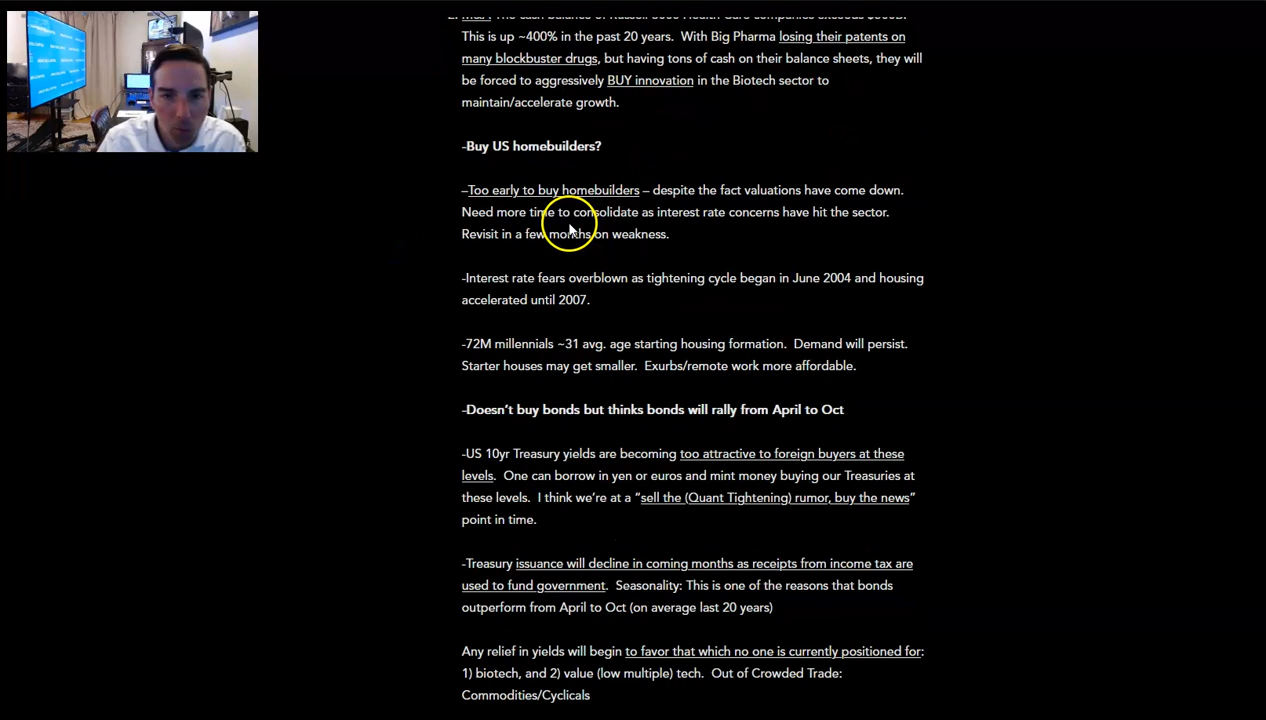 This is up ~400% in the past 20 years. With Big Pharma losing their patents on
many blockbuster drugs, but having tons of cash on their balance sheets, they will
be forced to aggressively BUY innovation in the Biotech sector to
maintain/accelerate growth.
-Buy US homebuilders?
–Too early to buy homebuilders – despite the fact valuations have come down.
Need more time to consolidate as interest rate concerns have hit the sector.
Revisit in a few months on weakness.
-Interest rate fears overblown as tightening cycle began in June 2004 and housing
accelerated until 2007.
-72M millennials ~31 avg. age starting housing formation. Demand will persist.
Starter houses may get smaller. Exurbs/remote work more affordable.
-Doesn't buy bonds but thinks bonds will rally from April to Oct
-US 10yr Treasury yields are becoming too attractive to foreign buyers at these
levels. One can borrow in yen or euros and mint money buying our Treasuries at
these levels. I think we're at a “sell the (Quant Tightening) rumor, buy the news”
point in time.
-Treasury issuance will decline in coming months as receipts from income tax are
used to fund government. Seasonality: This is one of the reasons that bonds
outperform from April to Oct (on average last 20 years)
Any relief in yields will begin to favor that which no one is currently positioned for:
1) biotech, and 2) value (low multiple) tech. Out of Crowded Trade:
Commodities/Cyclicals